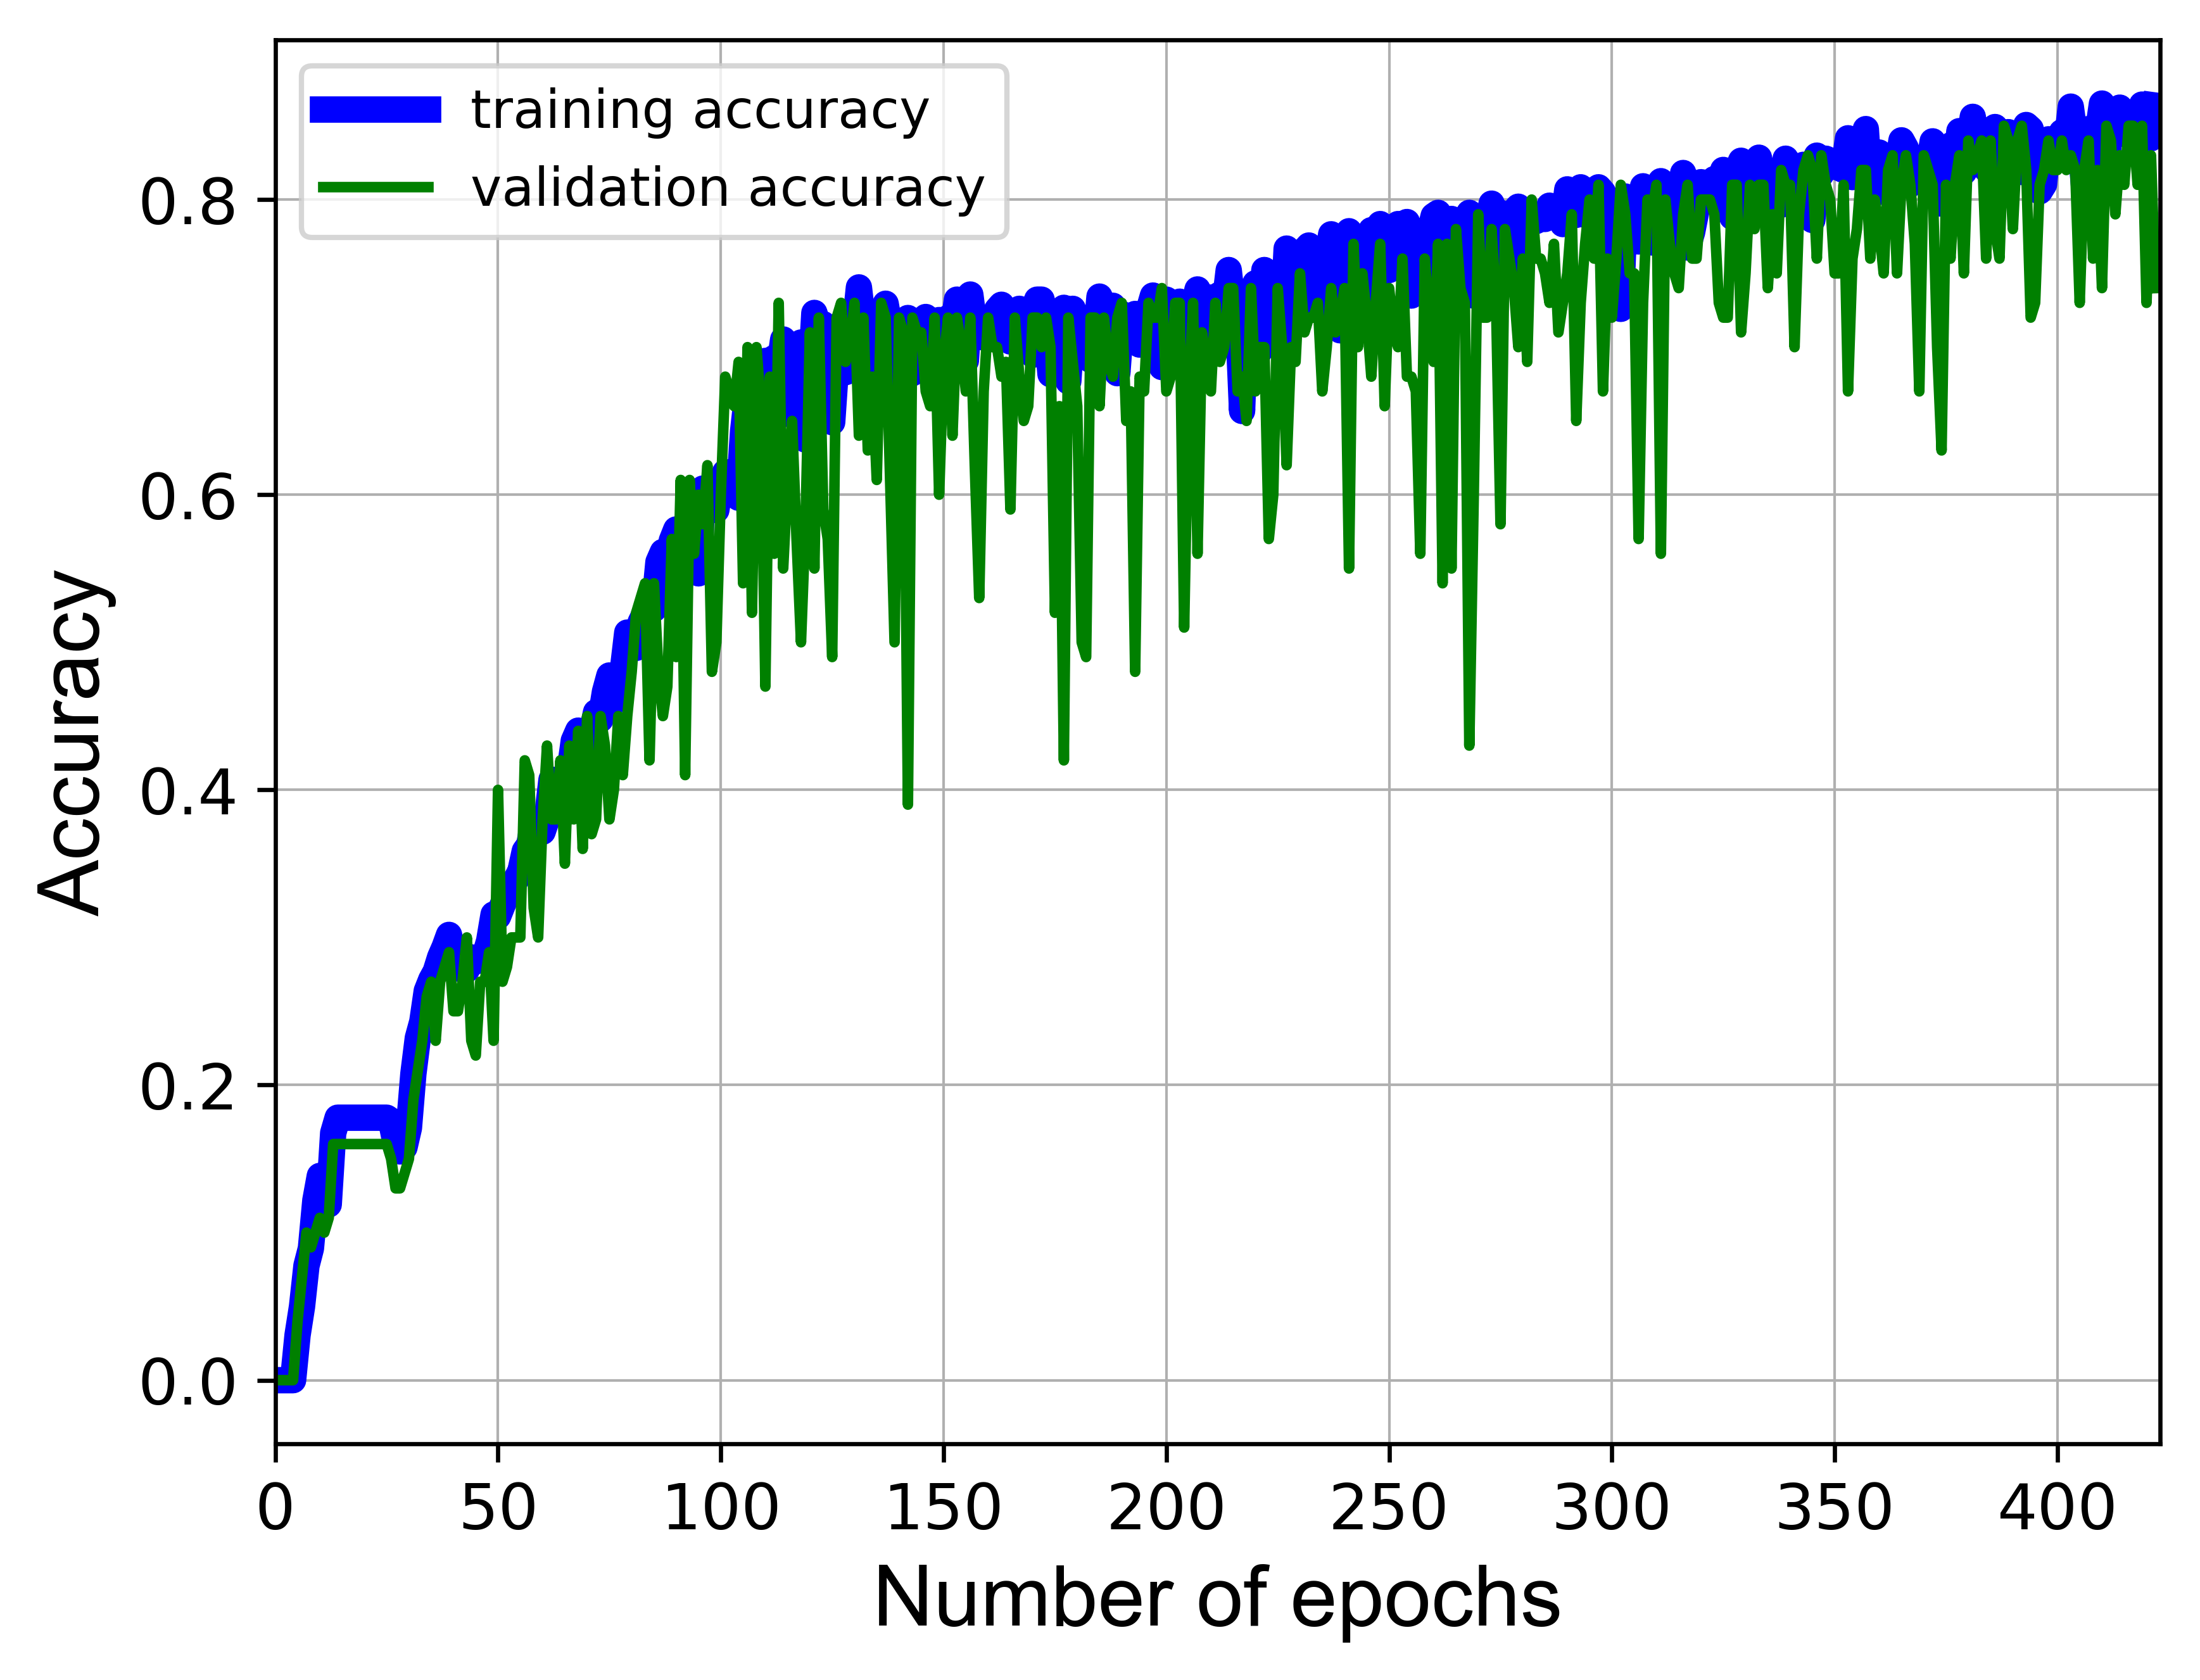 training accuracy
validation accuracy
0.8
0.6
0.4
0.2
0.0
Accuracy
0 50 100 150 200 250 300 350 400
Number of epochs